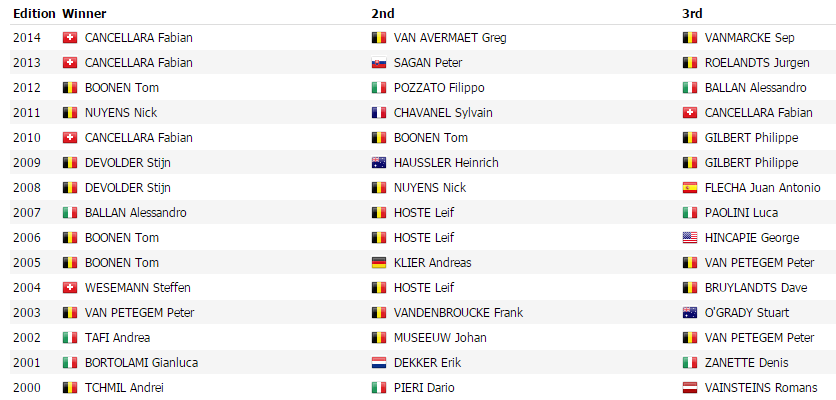 Edition Winner 2nd 3rd
2014 CANCELLARA Fabian VAN AVERMAET Greg VANMARCKE Sep
2013 CANCELLARA Fabian SAGAN Peter ROELANDTS Jurgen
2012 BOONEN Tom POZZATO Filippo BALLAN Alessandro
2011 NUYENS Nick CHAVANEL Sylvain CANCELLARA Fabian
2010 CANCELLARA Fabian BOONEN Tom GILBERT Philippe
2009 DEVOLDER Stijn HAUSSLER Heinrich GILBERT Philippe
2008 DEVOLDER Stijn NUYENS Nick FLECHA Juan Antonio
2007 BALLAN Alessandro HOSTE Leif PAOLINI Luca
2006 BOONEN Tom HOSTE Leif HINCAPIE George
2005 BOONEN Tom KLIER Andreas VAN PETEGEM Peter
2004 WESEMANN Steffen HOSTE Leif BRUYLANDTS Dave
2003 VAN PETEGEM Peter VANDENBROUCKE Frank O'GRADY Stuart
2002 TAFI Andrea MUSEEUW Johan VAN PETEGEM Peter
2001 BORTOLAMI Gianluca DEKKER Erik ZANETTE Denis
2000 TCHMIL Andrei PIERI Dario VAINSTEINS Romans